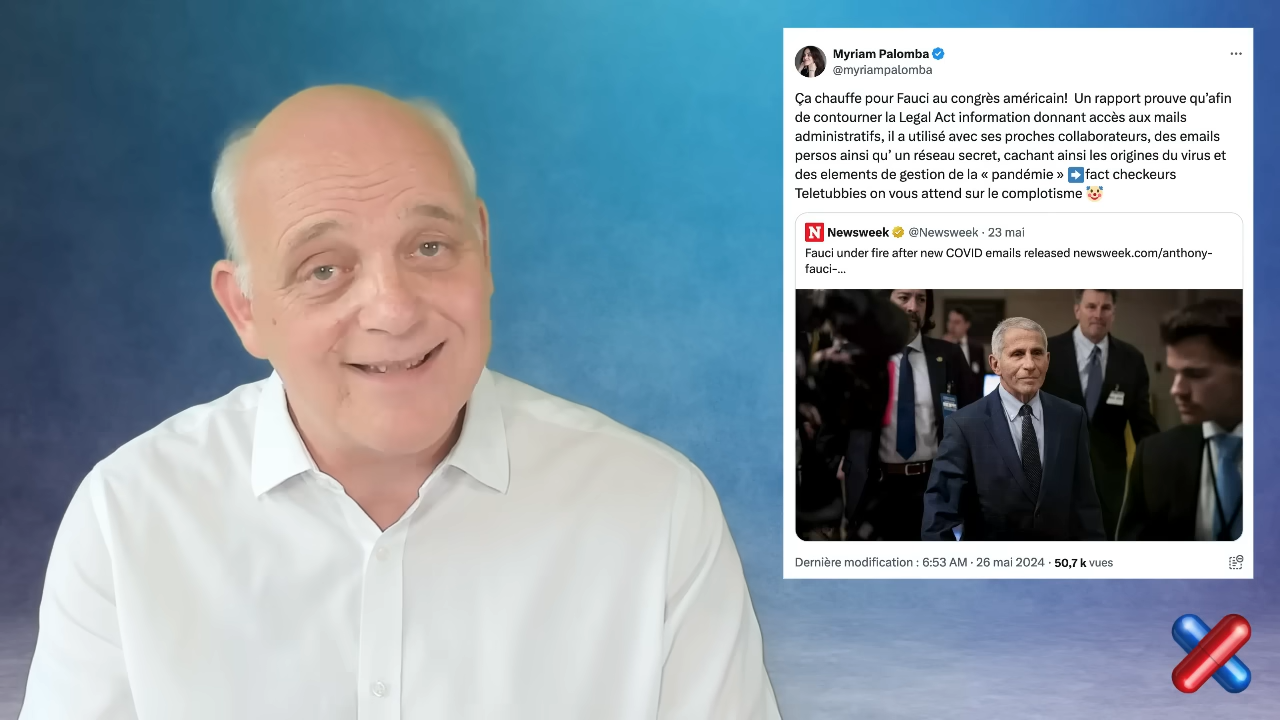 Myriam Palomba
@myriampalomba
Ça chauffe pour Fauci au congrès américain! Un rapport prouve qu'afin
de contourner la Legal Act information donnant accès aux mails
administratifs, il a utilisé avec ses proches collaborateurs, des emails
persos ainsi qu' un réseau secret, cachant ainsi les origines du virus et
des elements de gestion de la « pandémie » ➡️fact checkeurs
Teletubbies on vous attend sur le complotisme 🤡
N Newsweek @Newsweek · 23 mai
Fauci under fire after new COVID emails released newsweek.com/anthony-
fauci-...
Dernière modification : 6:53 AM · 26 mai 2024 · 50,7 k vues